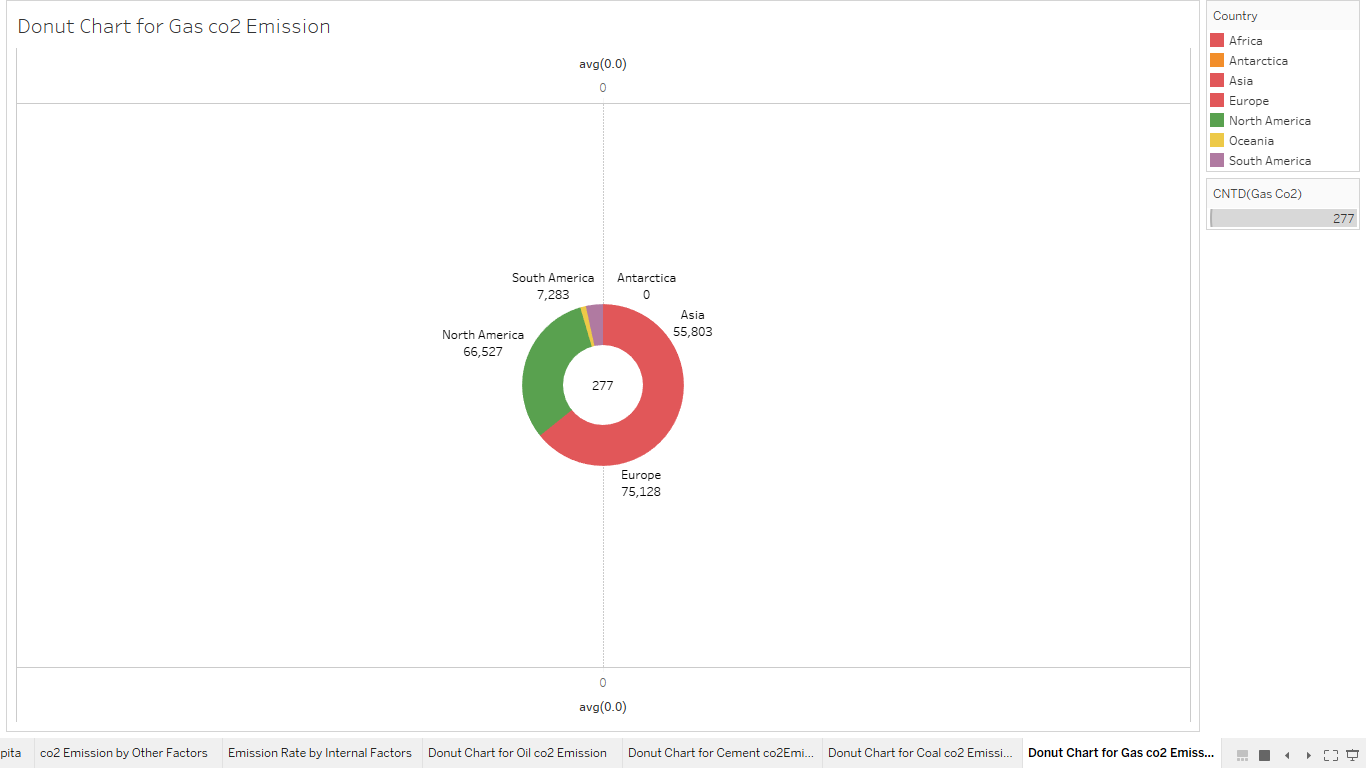 Donut Chart for Gas co2 Emission
avg(0.0)
0
South America
7,283
Antarctica
0
Asia
55,803
North America
66,527
277
Europe
75,128
0
avg(0.0)
Country
Africa
Antarctica
Asia
Europe
North America
Oceania
South America
CNTD(Gas Co2)
277
pita
co2 Emission by Other Factors
Emission Rate by Internal Factors
Donut Chart for Oil co2 Emission
Donut Chart for Cement co2Emi...
Donut Chart for Coal co2 Emissi...
Donut Chart for Gas co2 Emiss...